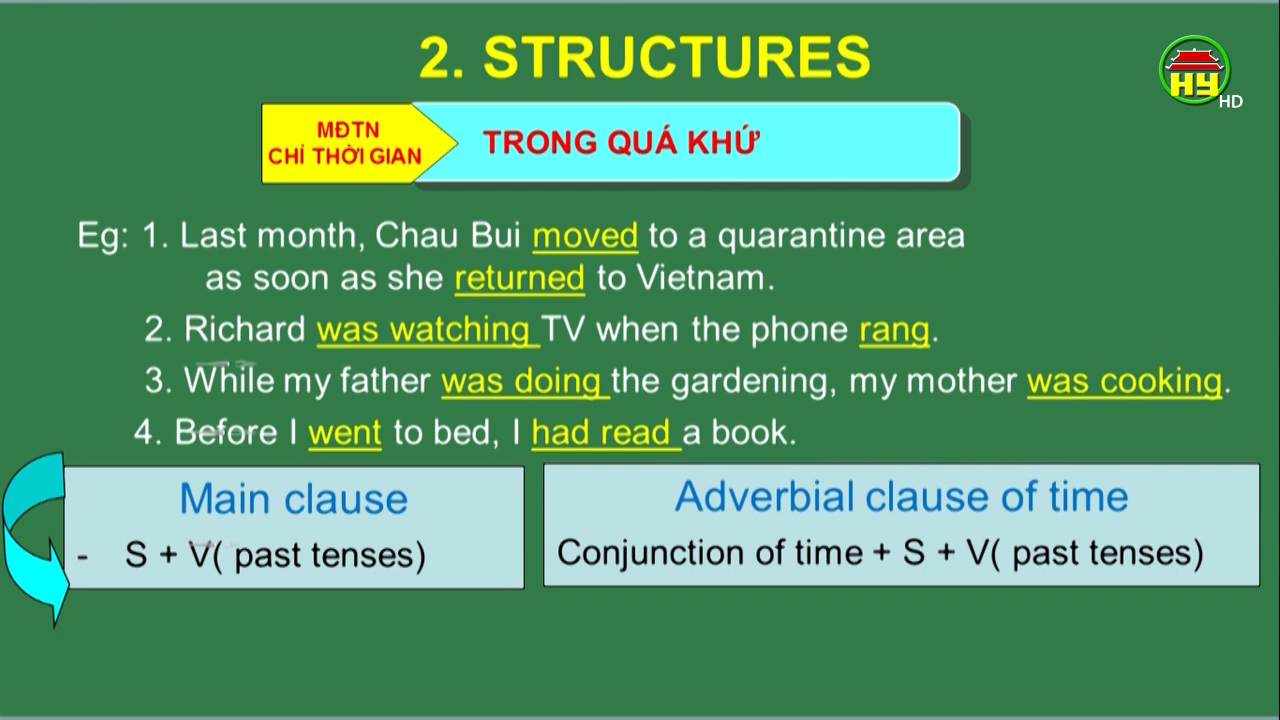 2. STRUCTURES
HY
HD
MĐTN
CHỈ THỜI GIAN
TRONG QUÁ KHỨ
Eg: 1. Last month, Chau Bui moved to a quarantine area
as soon as she returned to Vietnam.
2. Richard was watching TV when the phone rang.
3. While my father was doing the gardening, my mother was cooking.
4. Before I went to bed, I had read a book.
Main clause
- S + V( past tenses)
Adverbial clause of time
Conjunction of time + S + V( past tenses)